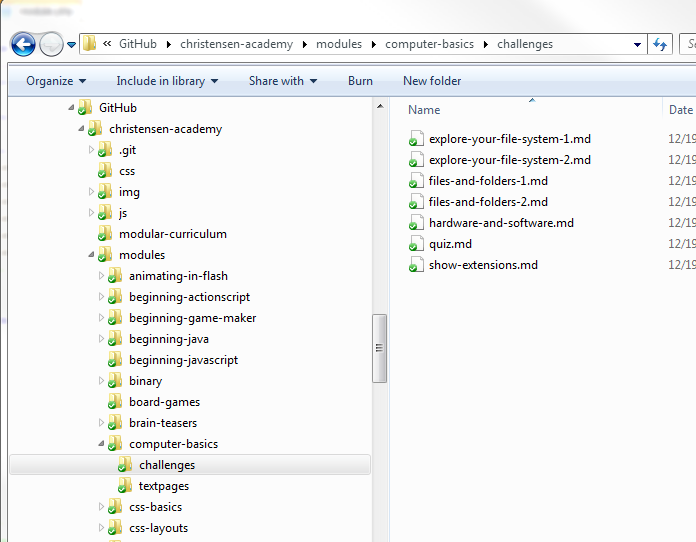 « GitHub christensen-academy modules computer-basics challenges
Organize Include in library Share with Burn New folder
GitHub
christensen-academy
.git
css
img
js
modular-curriculum
modules
animating-in-flash
beginning-actionscript
beginning-game-maker
beginning-java
beginning-javascript
binary
board-games
brain-teasers
computer-basics
challenges
textpages
css-basics
css-layouts
Name Date
explore-your-file-system-1.md 12/19
explore-your-file-system-2.md 12/19
files-and-folders-1.md 12/19
files-and-folders-2.md 12/19
hardware-and-software.md 12/19
quiz.md 12/19
show-extensions.md 12/19